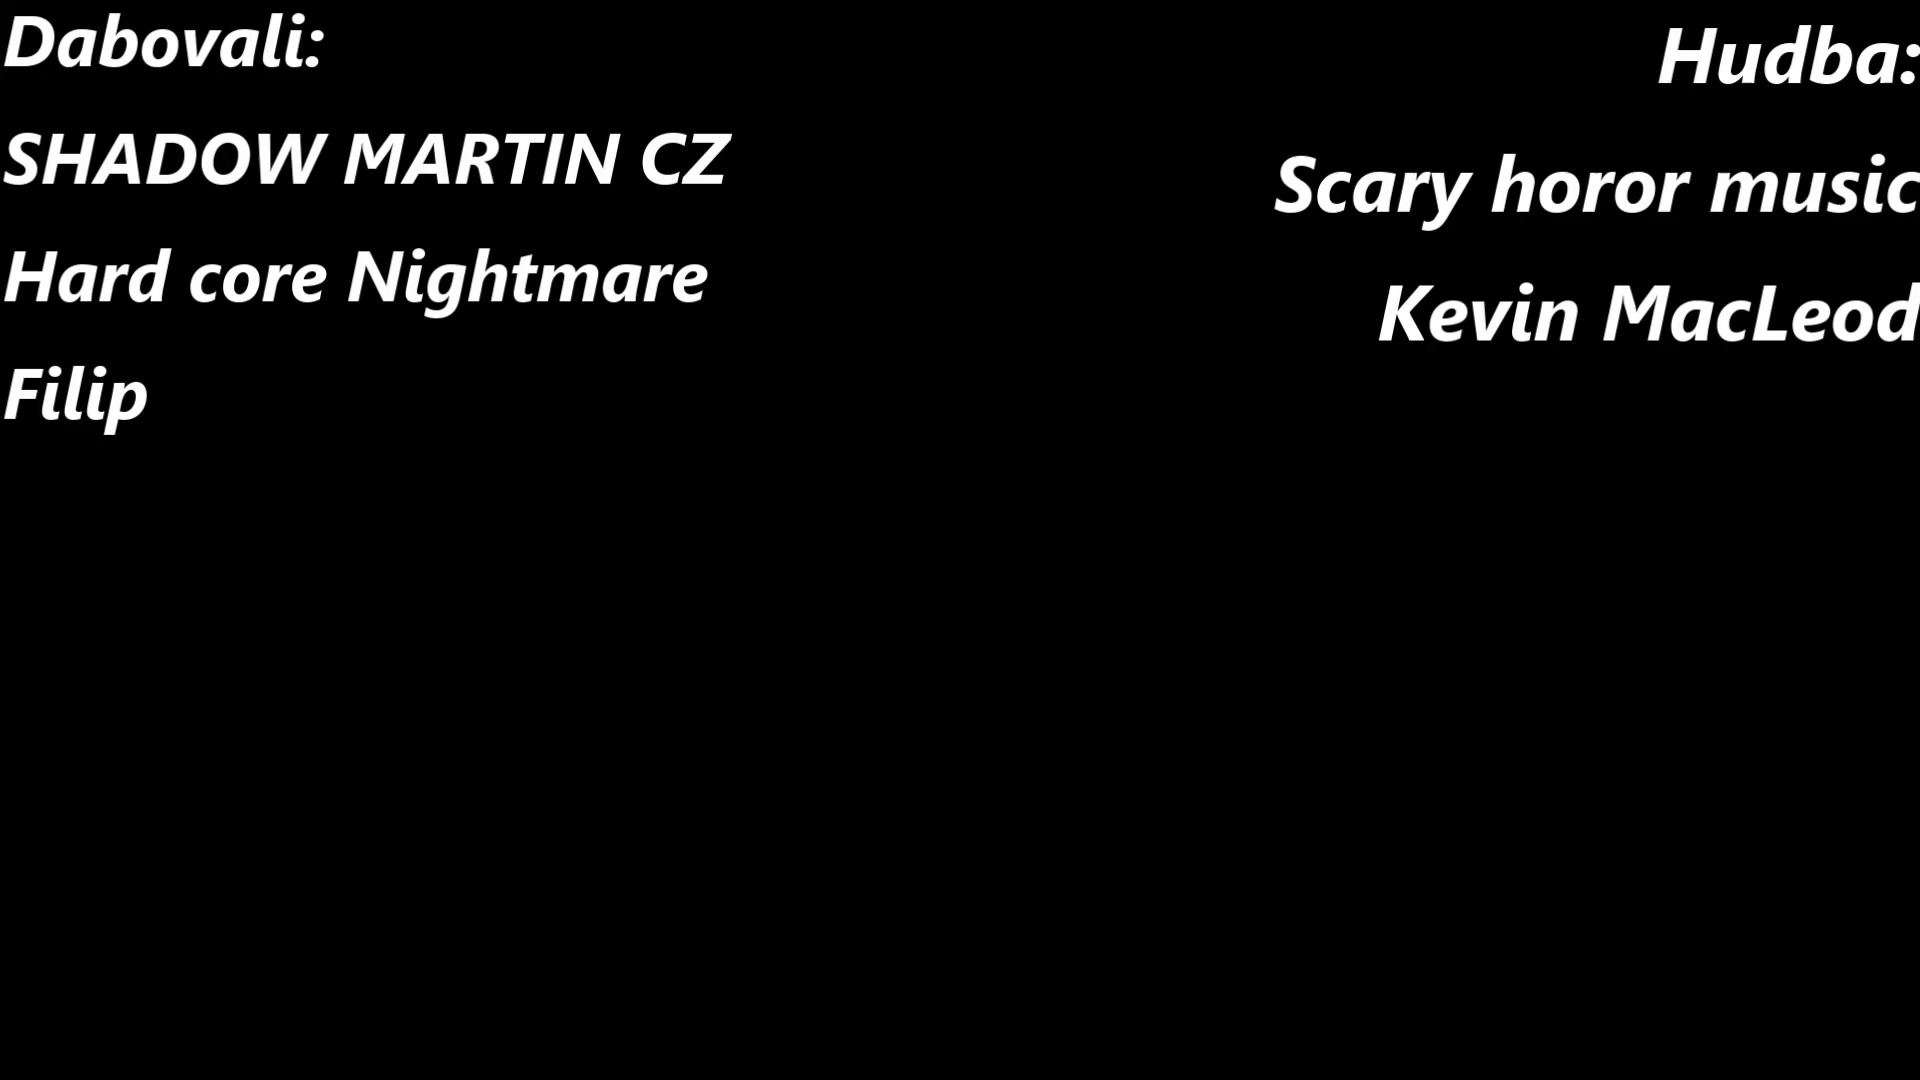 Dabovali:
SHADOW MARTIN CZ
Hard core Nightmare
Filip
Hudba:
Scary horor music
Kevin MacLeod